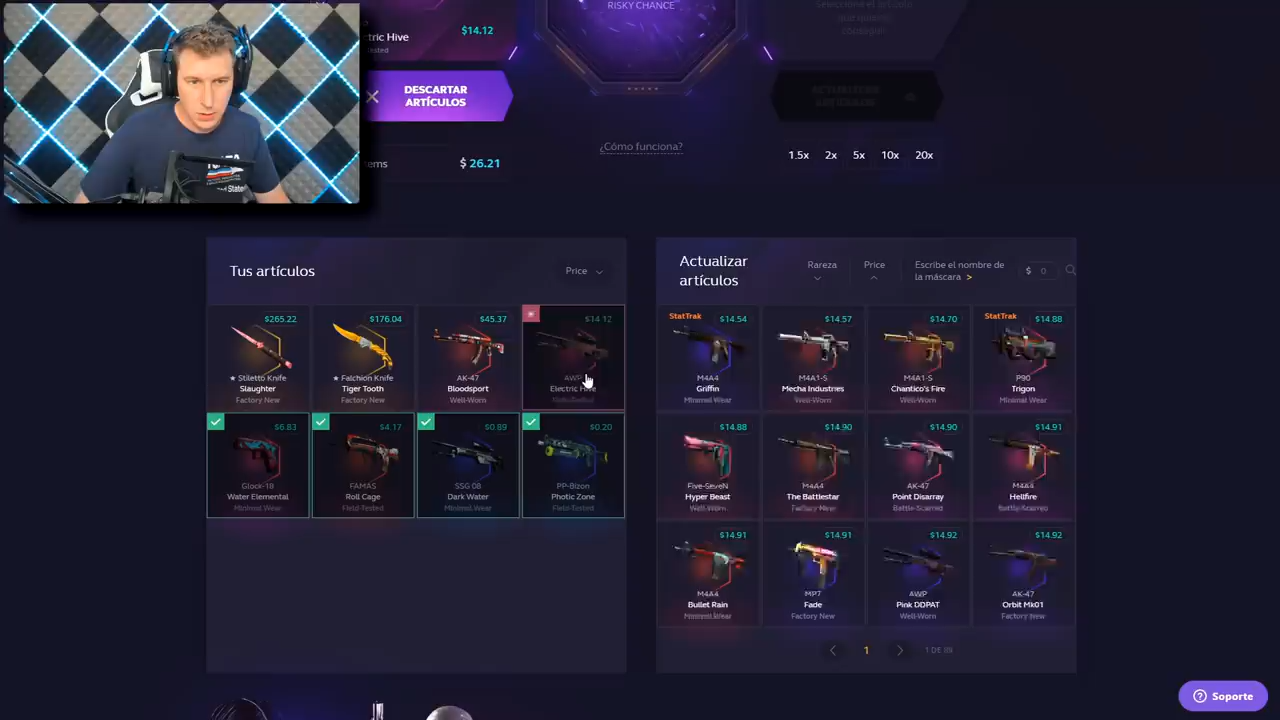 RISKY CHANCE
$14.12
ctric Hive
ested
DESCARTAR
ARTÍCULOS
ACTUALIZAR
ARTÍCULOS
¿Cómo funciona?
1.5x 2x 5x 10x 20x
ems $ 26.21
Tus artículos
Price
Actualizar
artículos
Rareza
Price
Escribe el nombre de
la máscara >
$ 0
$265.22
★ Stiletto Knife
Slaughter
Factory New
$176.04
★ Falchion Knife
Tiger Tooth
Factory New
$45.37
AK-47
Bloodsport
Well-Worn
$14.12
AWP
Electric Hive
$6.83
Glock-18
Water Elemental
Minimal Wear
$4.17
FAMAS
Roll Cage
Field-Tested
$0.89
SSG 08
Dark Water
Minimal Wear
$0.20
PP-Bizon
Photic Zone
Field-Tested
StatTrak
$14.54
M4A4
Griffin
Minimal Wear
$14.57
M4A1-S
Mecha Industries
Well-Worn
$14.70
M4A1-S
Chantico's Fire
Well-Worn
StatTrak
$14.88
P90
Trigon
Minimal Wear
$14.88
Five-SeveN
Hyper Beast
Well-Worn
$14.90
M4A4
The Battlestar
Factory New
$14.90
AK-47
Point Disarray
Battle-Scarred
$14.91
M4A4
Hellfire
Battle-Scarred
$14.91
M4A4
Bullet Rain
Minimal Wear
$14.91
MP7
Fade
Factory New
$14.92
AWP
Pink DDPAT
Well-Worn
$14.92
AK-47
Orbit Mk01
Factory New
1
1 DE 89
Soporte